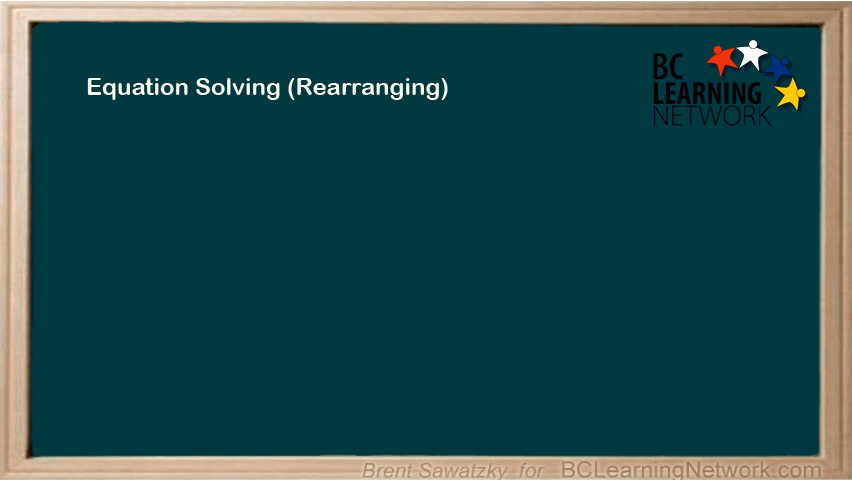 Equation Solving (Rearranging)
BC
LEARNING
NETWORK
Brent Sawatzky for BCLearningNetwork.com